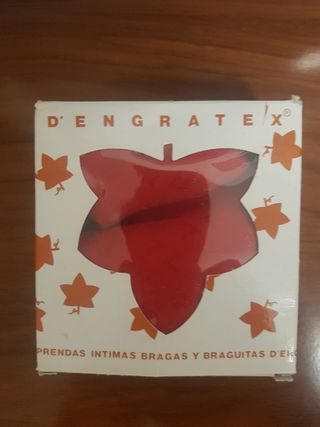 D'ENGRATEX®
PRENDAS INTIMAS BRAGAS Y BRAGUITAS